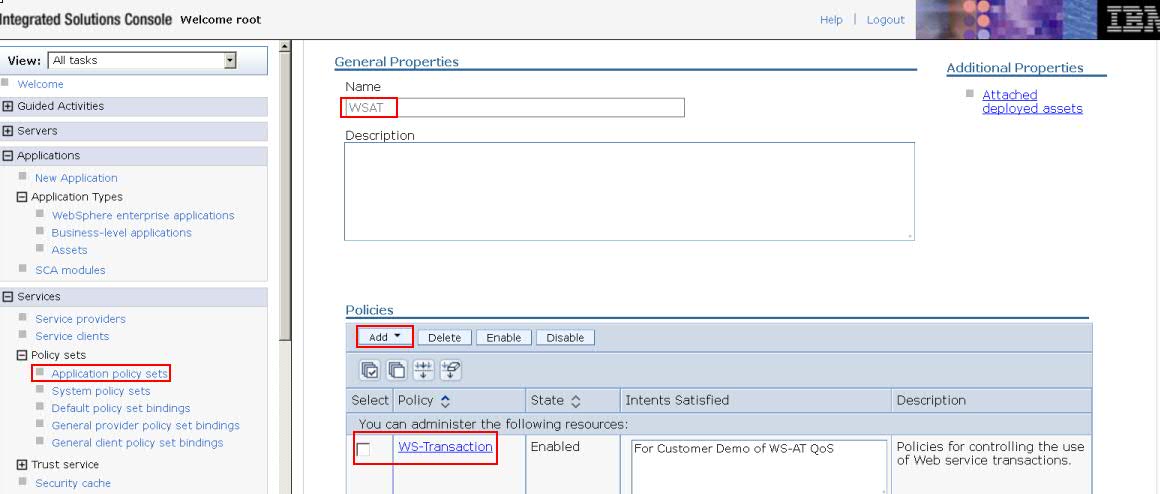 Integrated Solutions Console Welcome root
Help | Logout
IBM
View: All tasks
Welcome
Guided Activities
Servers
Applications
New Application
Application Types
WebSphere enterprise applications
Business-level applications
Assets
SCA modules
Services
Service providers
Service clients
Policy sets
Application policy sets
System policy sets
Default policy set bindings
General provider policy set bindings
General client policy set bindings
Trust service
Security cache
General Properties
Name
WSAT
Description
Additional Properties
Attached
deployed assets
Policies
Add Delete Enable Disable
Select Policy State Intents Satisfied Description
You can administer the following resources:
WS-Transaction Enabled For Customer Demo of WS-AT QoS Policies for controlling the use
of Web service transactions.